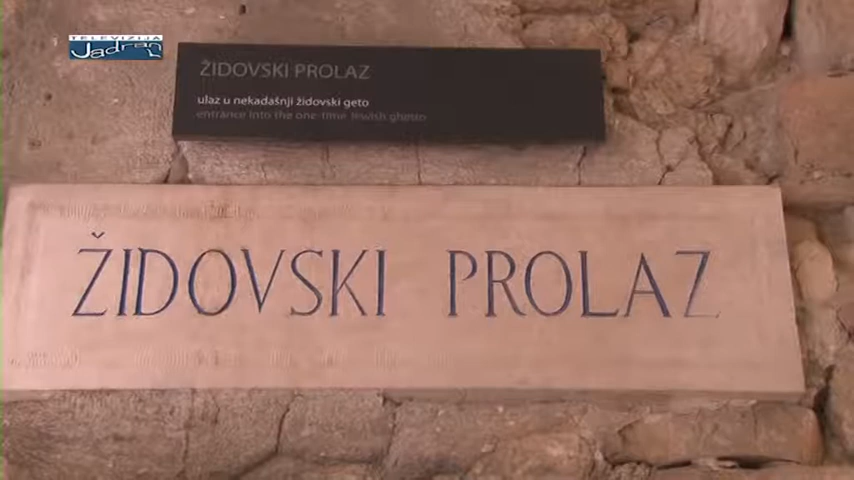 TELEVIZIJA
Jadran
ŽIDOVSKI PROLAZ
ulaz u nekadašnji židovski geto
entrance into the one-time Jewish ghetto
ŽIDOVSKI PROLAZ